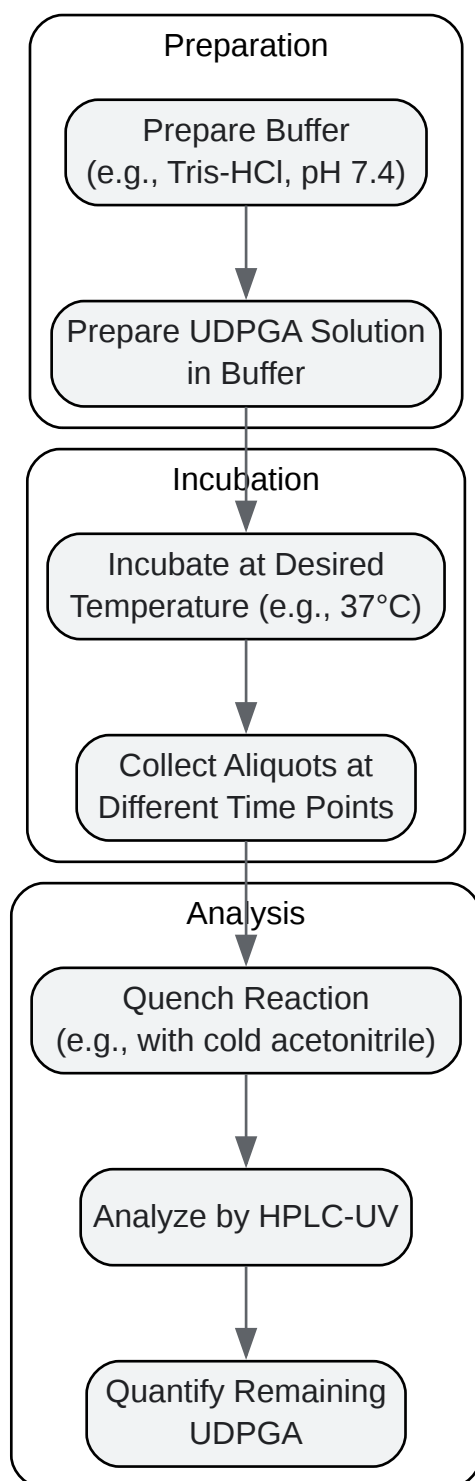 Preparation
Prepare Buffer
(e.g., Tris-HCl, pH 7.4)
Prepare UDPGA Solution
in Buffer
Incubation
Incubate at Desired
Temperature (e.g., 37°C)
Collect Aliquots at
Different Time Points
Analysis
Quench Reaction
(e.g., with cold acetonitrile)
Analyze by HPLC-UV
Quantify Remaining
UDPGA